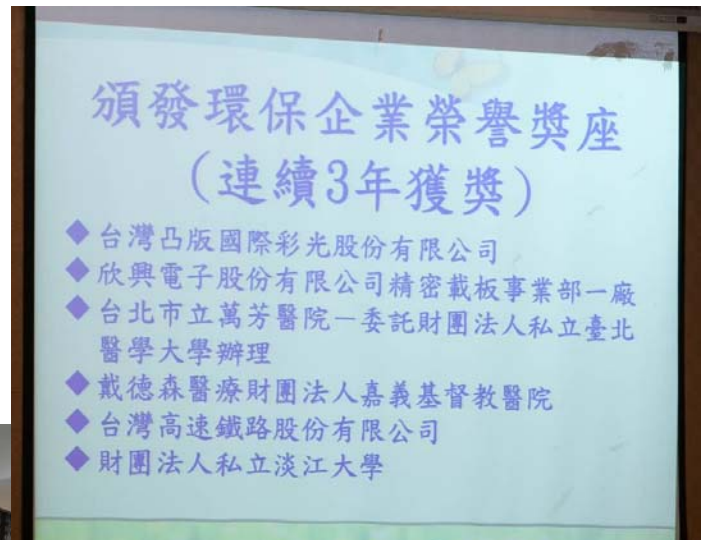 頒發環保企業榮譽獎座
(連續3年獲獎)
◆台灣凸版國際彩光股份有限公司
◆欣興電子股份有限公司精密載板事業部一廠
◆台北市立萬芳醫院－委託財團法人私立臺北
醫學大學辦理
◆戴德森醫療財團法人嘉義基督教醫院
◆台灣高速鐵路股份有限公司
◆財團法人私立淡江大學